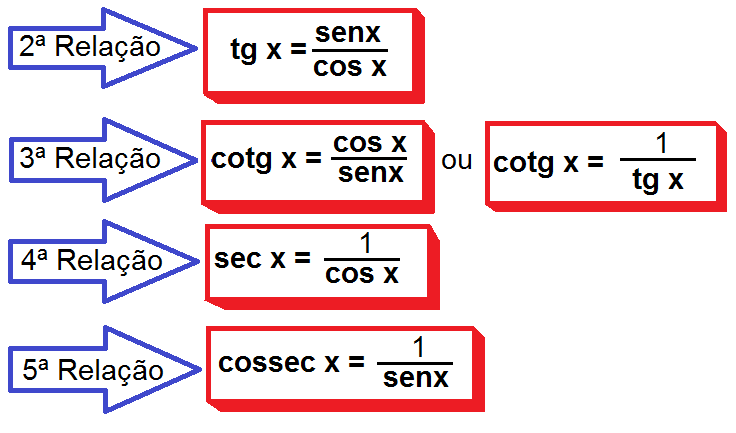 2ª Relação tg x = senx / cos x
3ª Relação cotg x = cos x / senx ou cotg x = 1 / tg x
4ª Relação sec x = 1 / cos x
5ª Relação cossec x = 1 / senx